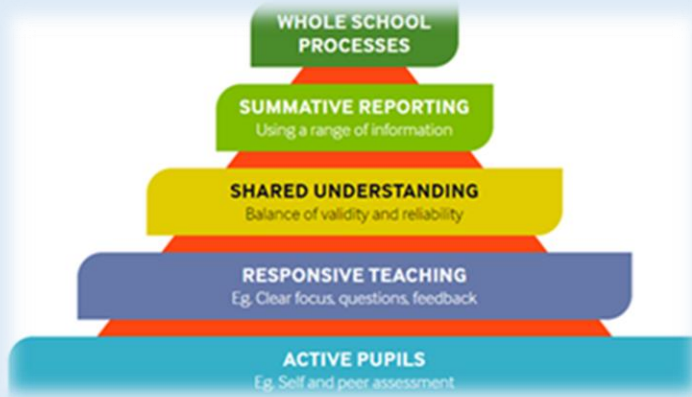 WHOLE SCHOOL
PROCESSES
SUMMATIVE REPORTING
Using a range of information
SHARED UNDERSTANDING
Balance of validity and reliability
RESPONSIVE TEACHING
Eg. Clear focus, questions, feedback
ACTIVE PUPILS
Eg. Self and peer assessment